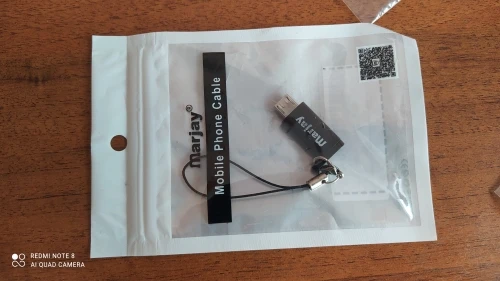 marjay®
Mobile Phone Cable
marjay
REDMI NOTE 8
AI QUAD CAMERA